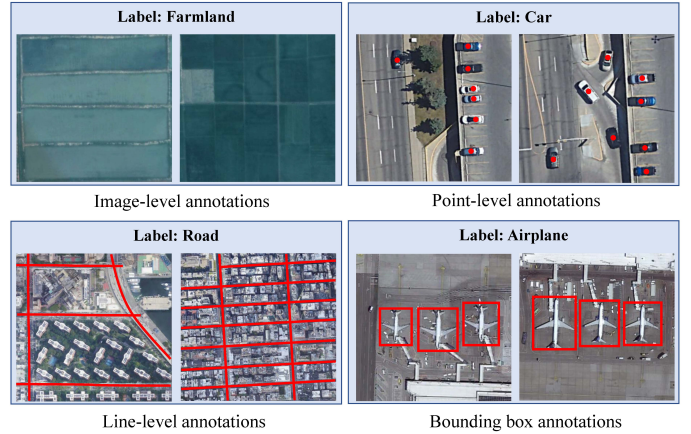 Label: Farmland
Label: Car
Image-level annotations
Point-level annotations
Label: Road
Label: Airplane
Line-level annotations
Bounding box annotations